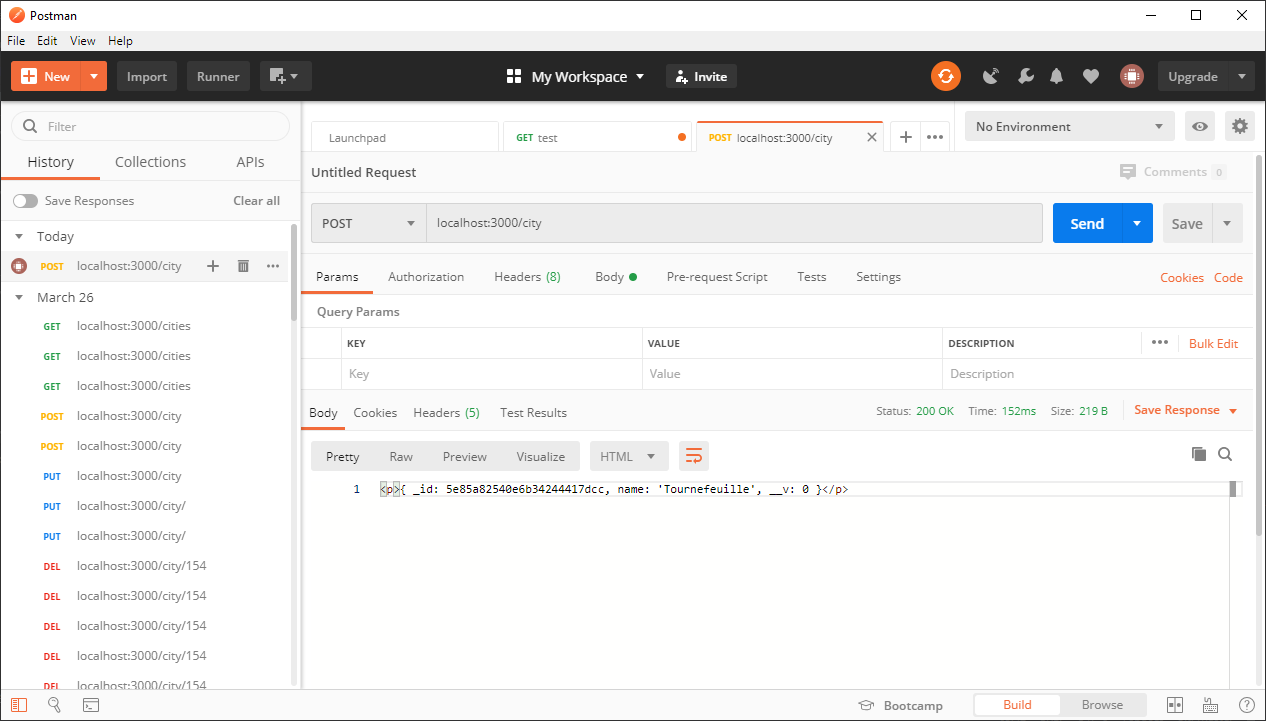 Postman
File Edit View Help
New Import Runner My Workspace Invite Upgrade
Filter
History Collections APIs
Save Responses Clear all
Today
POST localhost:3000/city
March 26
GET localhost:3000/cities
GET localhost:3000/cities
GET localhost:3000/cities
POST localhost:3000/city
POST localhost:3000/city
PUT localhost:3000/city
PUT localhost:3000/city/
PUT localhost:3000/city/
DEL localhost:3000/city/154
DEL localhost:3000/city/154
DEL localhost:3000/city/154
DEL localhost:3000/city/154
DEL localhost:3000/city/154
Launchpad GET test POST localhost:3000/city No Environment
Untitled Request Comments 0
POST localhost:3000/city Send Save
Params Authorization Headers (8) Body Pre-request Script Tests Settings Cookies Code
Query Params
KEY VALUE DESCRIPTION Bulk Edit
Key Value Description
Body Cookies Headers (5) Test Results Status: 200 OK Time: 152ms Size: 219 B Save Response
Pretty Raw Preview Visualize HTML
1 <p>{ _id: 5e85a82540e6b34244417dcc, name: 'Tournefeuille', __v: 0 }</p>
Bootcamp Build Browse